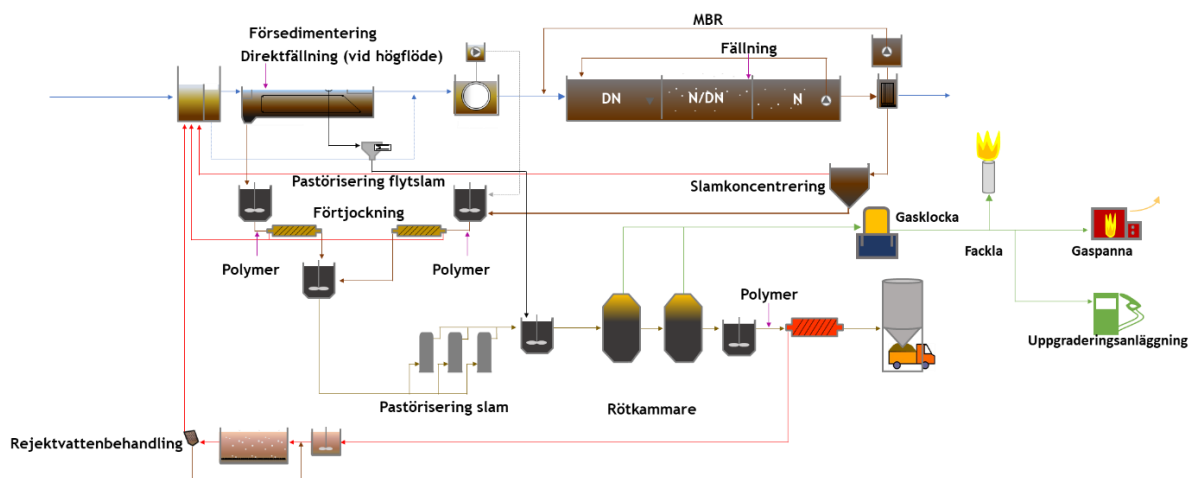 MBR
Försedimentering
Direktfällning (vid högflöde)
Fällning
DN
N/DN
N
Pastörisering flytslam
Slamkoncentrering
Förtjockning
Gasklocka
Fackla
Gaspanna
Polymer
Polymer
Polymer
Uppgraderingsanläggning
Pastörisering slam
Rötkammare
Rejektvattenbehandling